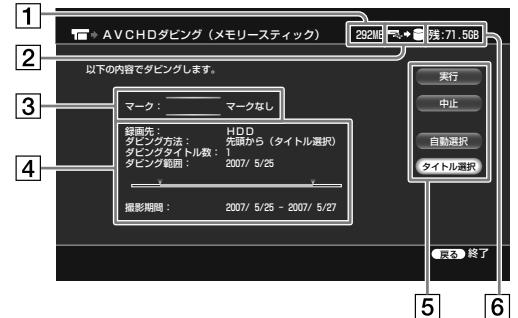 1
AVCHDダビング（メモリースティック）
292MB
残:71.5GB
2
以下の内容でダビングします。
実行
3
マーク： マークなし
中止
録画先： HDD
ダビング方法： 先頭から（タイトル選択）
自動選択
4
ダビングタイトル数： 1
ダビング範囲： 2007/ 5/25
タイトル選択
撮影期間： 2007/ 5/25 - 2007/ 5/27
戻る 終了
5
6